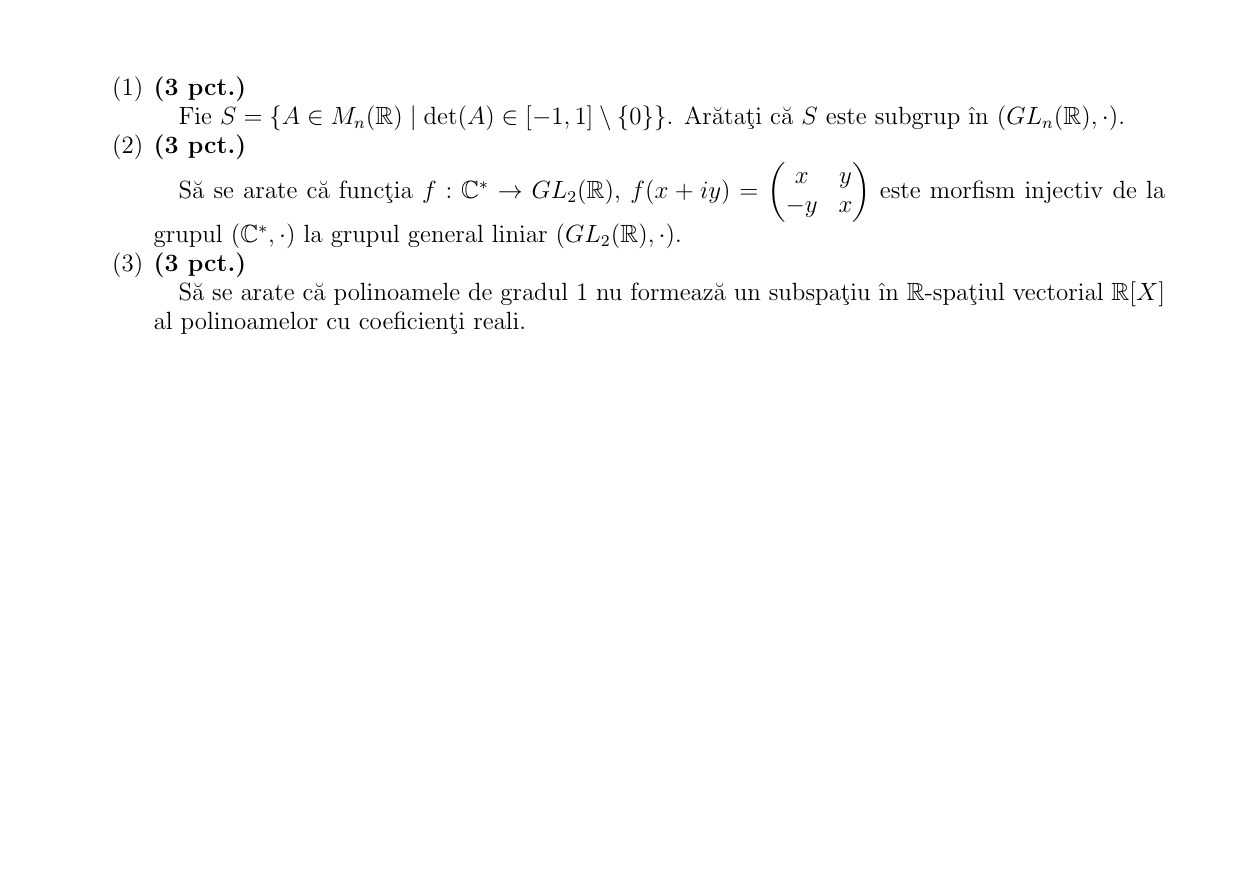 (1) (3 pct.)
Fie $S = \{A \in M_n(\mathbb{R}) \mid \det(A) \in [-1, 1] \setminus \{0\}\}$. Arătaţi că $S$ este subgrup în $(GL_n(\mathbb{R}), \cdot)$.
(2) (3 pct.)
Să se arate că funcţia $f : \mathbb{C}^* \to GL_2(\mathbb{R})$, $f(x + iy) = \begin{pmatrix} x & y \\ -y & x \end{pmatrix}$ este morfism injectiv de la
grupul $(\mathbb{C}^*, \cdot)$ la grupul general liniar $(GL_2(\mathbb{R}), \cdot)$.
(3) (3 pct.)
Să se arate că polinoamele de gradul 1 nu formează un subspaţiu în $\mathbb{R}$-spaţiul vectorial $\mathbb{R}[X]$
al polinoamelor cu coeficienţi reali.